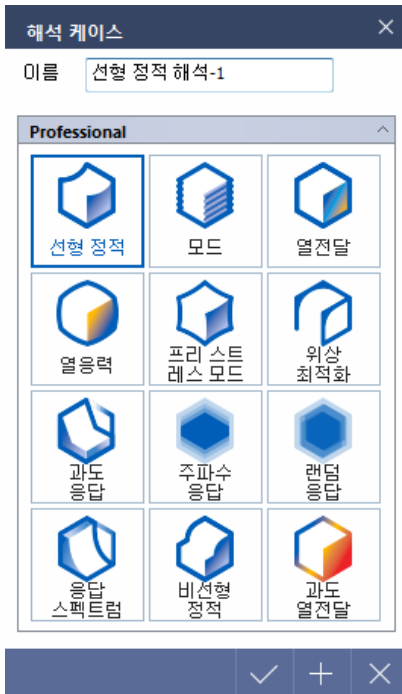 해석 케이스
이름 선형 정적 해석-1
Professional
선형 정적 모드 열전달
열응력 프리 스트
레스 모드 위상
최적화
과도
응답 주파수
응답 랜덤
응답
응답
스펙트럼 비선형
정적 과도
열전달